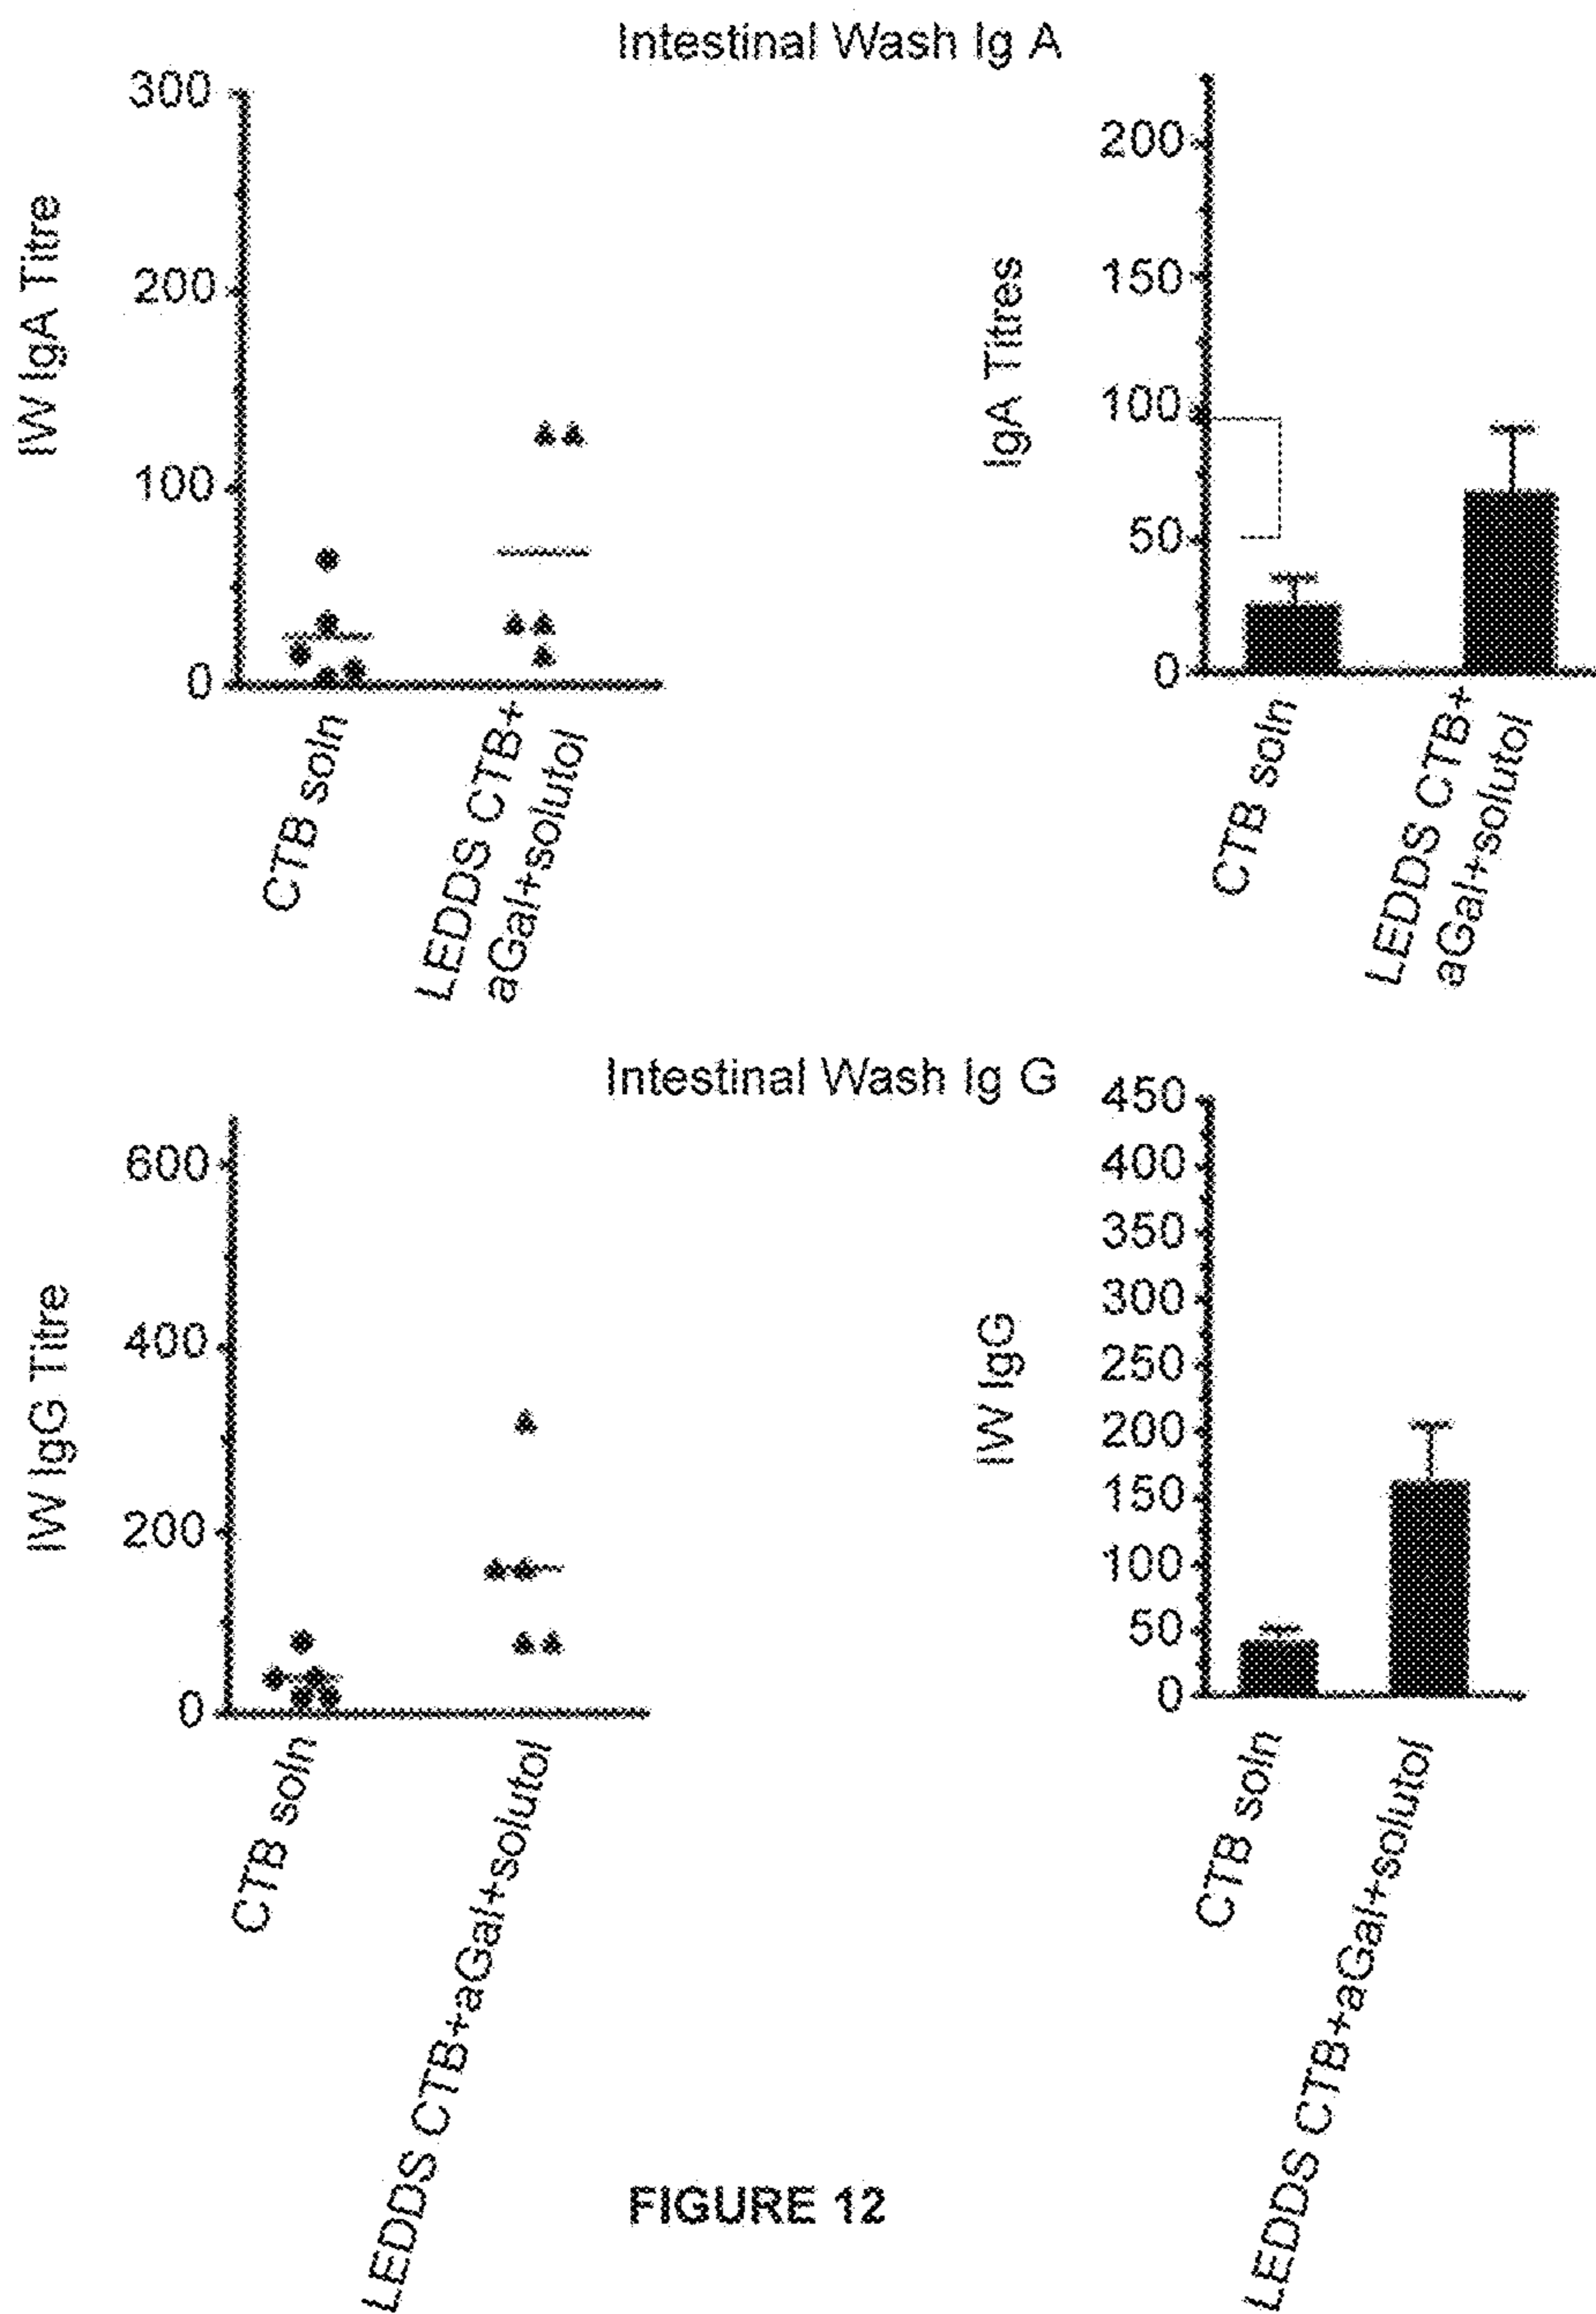 Intestinal Wash Ig A
IW IgA Titre
300
200
100
0
CTB soln
LEDDS CTB+
aGal+solutol
IgA Titres
200
150
100
50
0
CTB soln
LEDDS CTB+
aGal+solutol
Intestinal Wash Ig G
IW IgG Titre
600
400
200
0
CTB soln
LEDDS CTB+aGal+solutol
IW IgG
450
400
350
300
250
200
150
100
50
0
CTB soln
LEDDS CTB+aGal+solutol
FIGURE 12